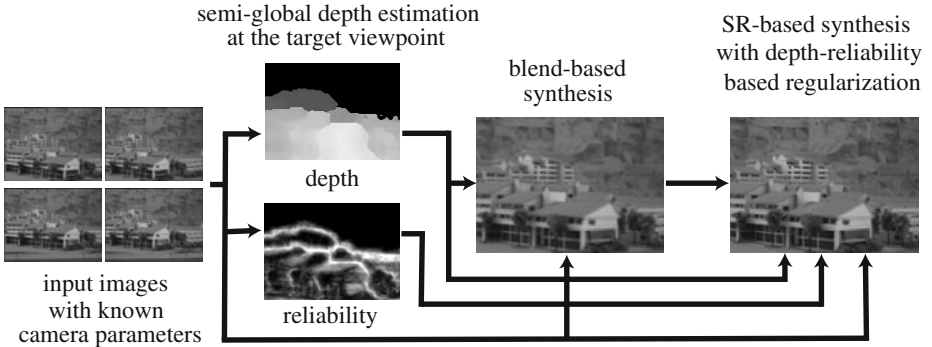 semi-global depth estimation
at the target viewpoint
SR-based synthesis
with depth-reliability
based regularization
blend-based
synthesis
depth
reliability
input images
with known
camera parameters